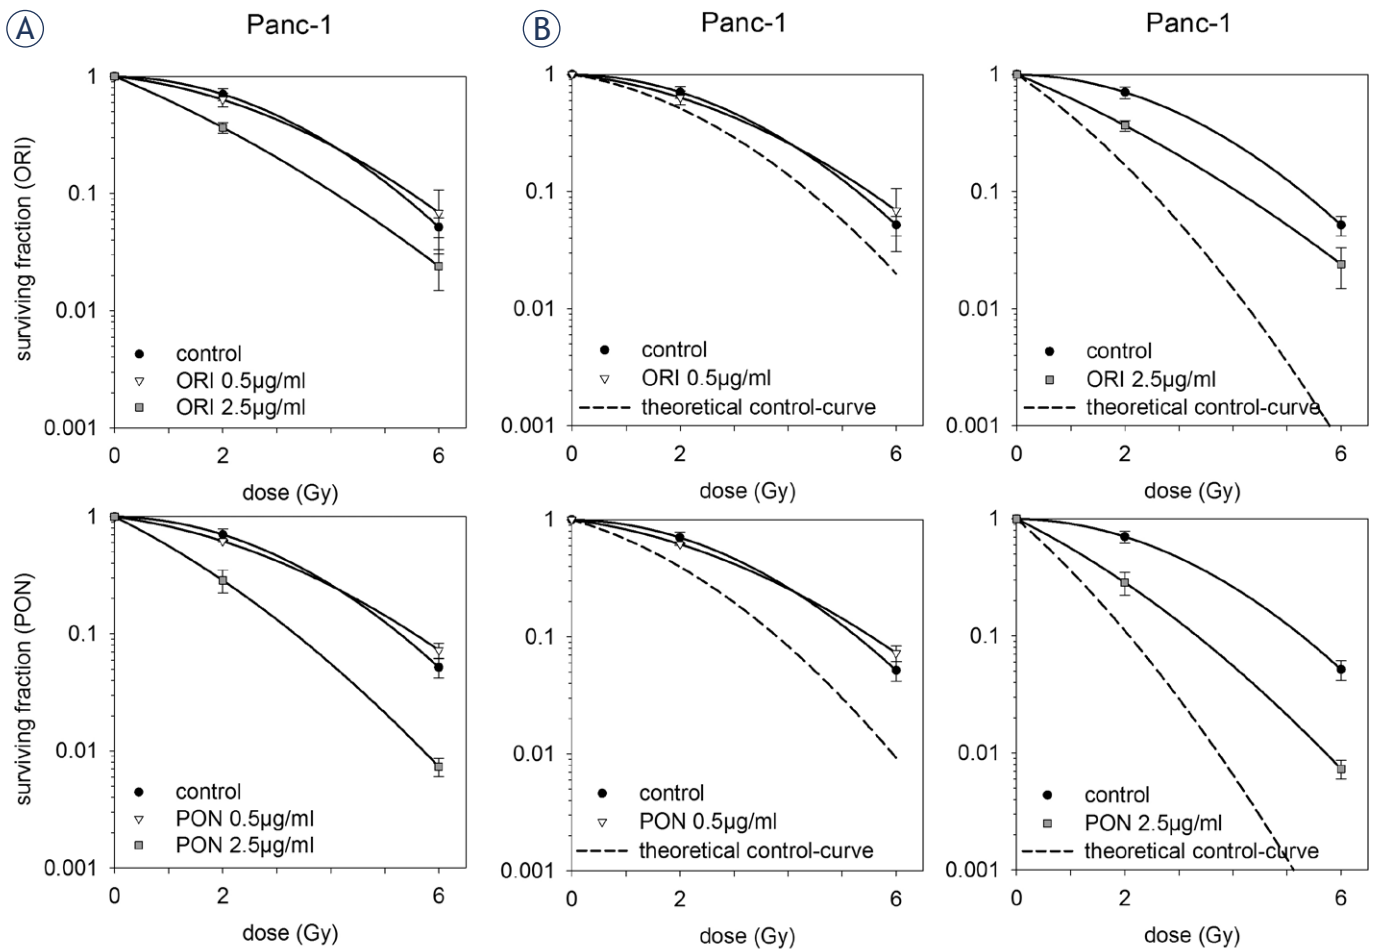 A
Panc-1
surviving fraction (ORI)
1
0.1
0.01
0.001
control
ORI 0.5µg/ml
ORI 2.5µg/ml
0 2 6
dose (Gy)
surviving fraction (PON)
1
0.1
0.01
0.001
control
PON 0.5µg/ml
PON 2.5µg/ml
0 2 6
dose (Gy)
B
Panc-1
1
0.1
0.01
0.001
control
ORI 0.5µg/ml
theoretical control-curve
0 2 6
dose (Gy)
Panc-1
1
0.1
0.01
0.001
control
ORI 2.5µg/ml
theoretical control-curve
0 2 6
dose (Gy)
1
0.1
0.01
0.001
control
PON 0.5µg/ml
theoretical control-curve
0 2 6
dose (Gy)
1
0.1
0.01
0.001
control
PON 2.5µg/ml
theoretical control-curve
0 2 6
dose (Gy)